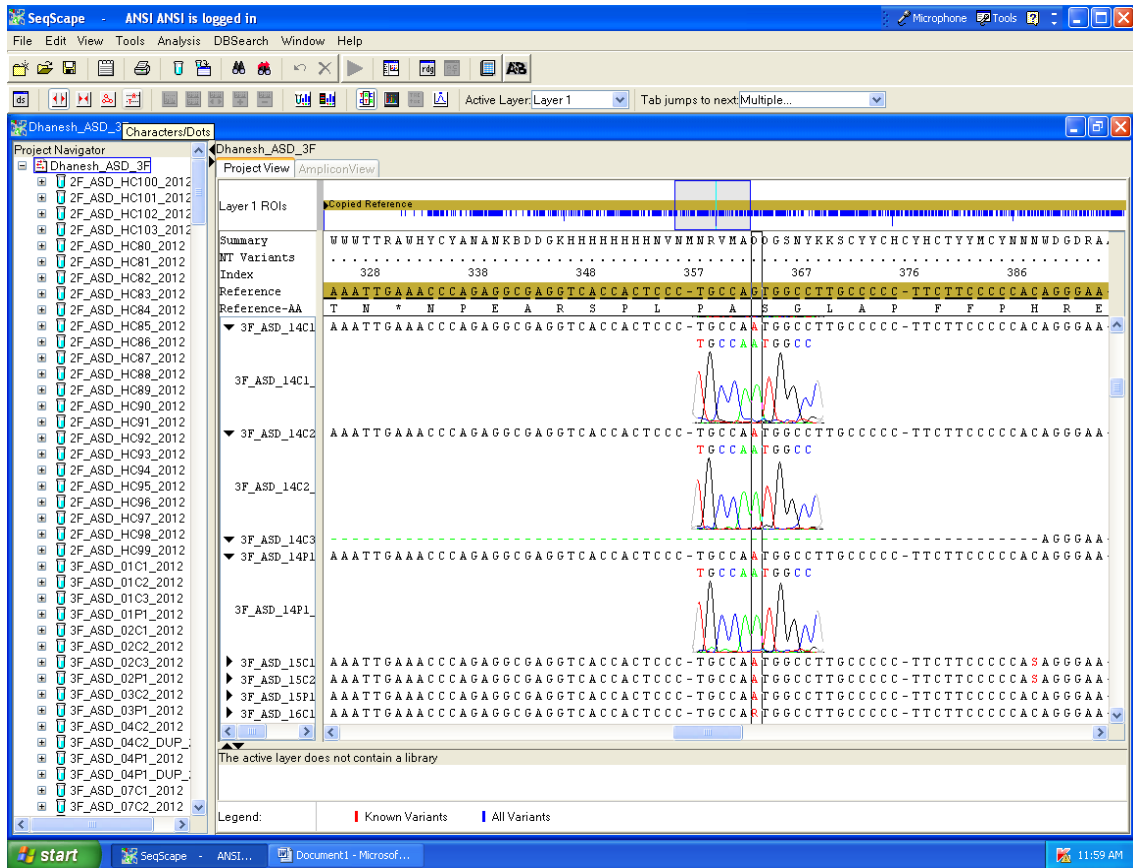 SeqScape - ANSI ANSI is logged in
Microphone Tools
File Edit View Tools Analysis DBSearch Window Help
Active Layer: Layer 1 Tab jumps to next: Multiple...
Dhanesh_ASD_3F
Characters/Dots
Project Navigator
Dhanesh_ASD_3F
2F_ASD_HC100_2012
2F_ASD_HC101_2012
2F_ASD_HC102_2012
2F_ASD_HC103_2012
2F_ASD_HC80_2012
2F_ASD_HC81_2012
2F_ASD_HC82_2012
2F_ASD_HC83_2012
2F_ASD_HC84_2012
2F_ASD_HC85_2012
2F_ASD_HC86_2012
2F_ASD_HC87_2012
2F_ASD_HC88_2012
2F_ASD_HC89_2012
2F_ASD_HC90_2012
2F_ASD_HC91_2012
2F_ASD_HC92_2012
2F_ASD_HC93_2012
2F_ASD_HC94_2012
2F_ASD_HC95_2012
2F_ASD_HC96_2012
2F_ASD_HC97_2012
2F_ASD_HC98_2012
2F_ASD_HC99_2012
3F_ASD_01C1_2012
3F_ASD_01C2_2012
3F_ASD_01C3_2012
3F_ASD_01P1_2012
3F_ASD_02C1_2012
3F_ASD_02C2_2012
3F_ASD_02C3_2012
3F_ASD_02P1_2012
3F_ASD_03C2_2012
3F_ASD_03P1_2012
3F_ASD_04C2_2012
3F_ASD_04C2_DUP_
3F_ASD_04P1_2012
3F_ASD_04P1_DUP_
3F_ASD_07C1_2012
3F_ASD_07C2_2012
Dhanesh_ASD_3F
Project View AmpliconView
Layer 1 ROIs Copied Reference
Summary WWWTTRAWHYCYANANKBDDGKHHHHHHHNVNMNRVMADDGSNYKKSCYYCHCYHCTYYMCYNNNWDGDRA
NT Variants
Index 328 338 348 357 367 376 386
Reference AAATTGAAACCCAGAGGCGAGGTCACCACTCCC-TGCCAGTGGCCTTGCCCCC-TTCTTCCCCCACAGGGAA
Reference-AA T N * N P E A R S P L P A S G L A P F F P H R E
3F_ASD_14C1 AAATTGAAACCCAGAGGCGAGGTCACCACTCCC-TGCCAATGGCCTTGCCCCC-TTCTTCCCCCACAGGGAA
TGCCAATGGCC
3F_ASD_14C1_
3F_ASD_14C2 AAATTGAAACCCAGAGGCGAGGTCACCACTCCC-TGCCAATGGCCTTGCCCCC-TTCTTCCCCCACAGGGAA
TGCCAATGGCC
3F_ASD_14C2_
3F_ASD_14C3 AGGGAA
3F_ASD_14P1 AAATTGAAACCCAGAGGCGAGGTCACCACTCCC-TGCCAATGGCCTTGCCCCC-TTCTTCCCCCACAGGGAA
TGCCAATGGCC
3F_ASD_14P1_
3F_ASD_15C1 AAATTGAAACCCAGAGGCGAGGTCACCACTCCC-TGCCAATGGCCTTGCCCCC-TTCTTCCCCCASAGGGAA
3F_ASD_15C2 AAATTGAAACCCAGAGGCGAGGTCACCACTCCC-TGCCAATGGCCTTGCCCCC-TTCTTCCCCCASAGGGAA
3F_ASD_15P1 AAATTGAAACCCAGAGGCGAGGTCACCACTCCC-TGCCAATGGCCTTGCCCCC-TTCTTCCCCCACAGGGAA
3F_ASD_16C1 AAATTGAAACCCAGAGGCGAGGTCACCACTCCC-TGCCARTGGCCTTGCCCCC-TTCTTCCCCCACAGGGAA
The active layer does not contain a library
Legend: Known Variants All Variants
start SeqScape - ANSI... Document1 - Microsof... 11:59 AM